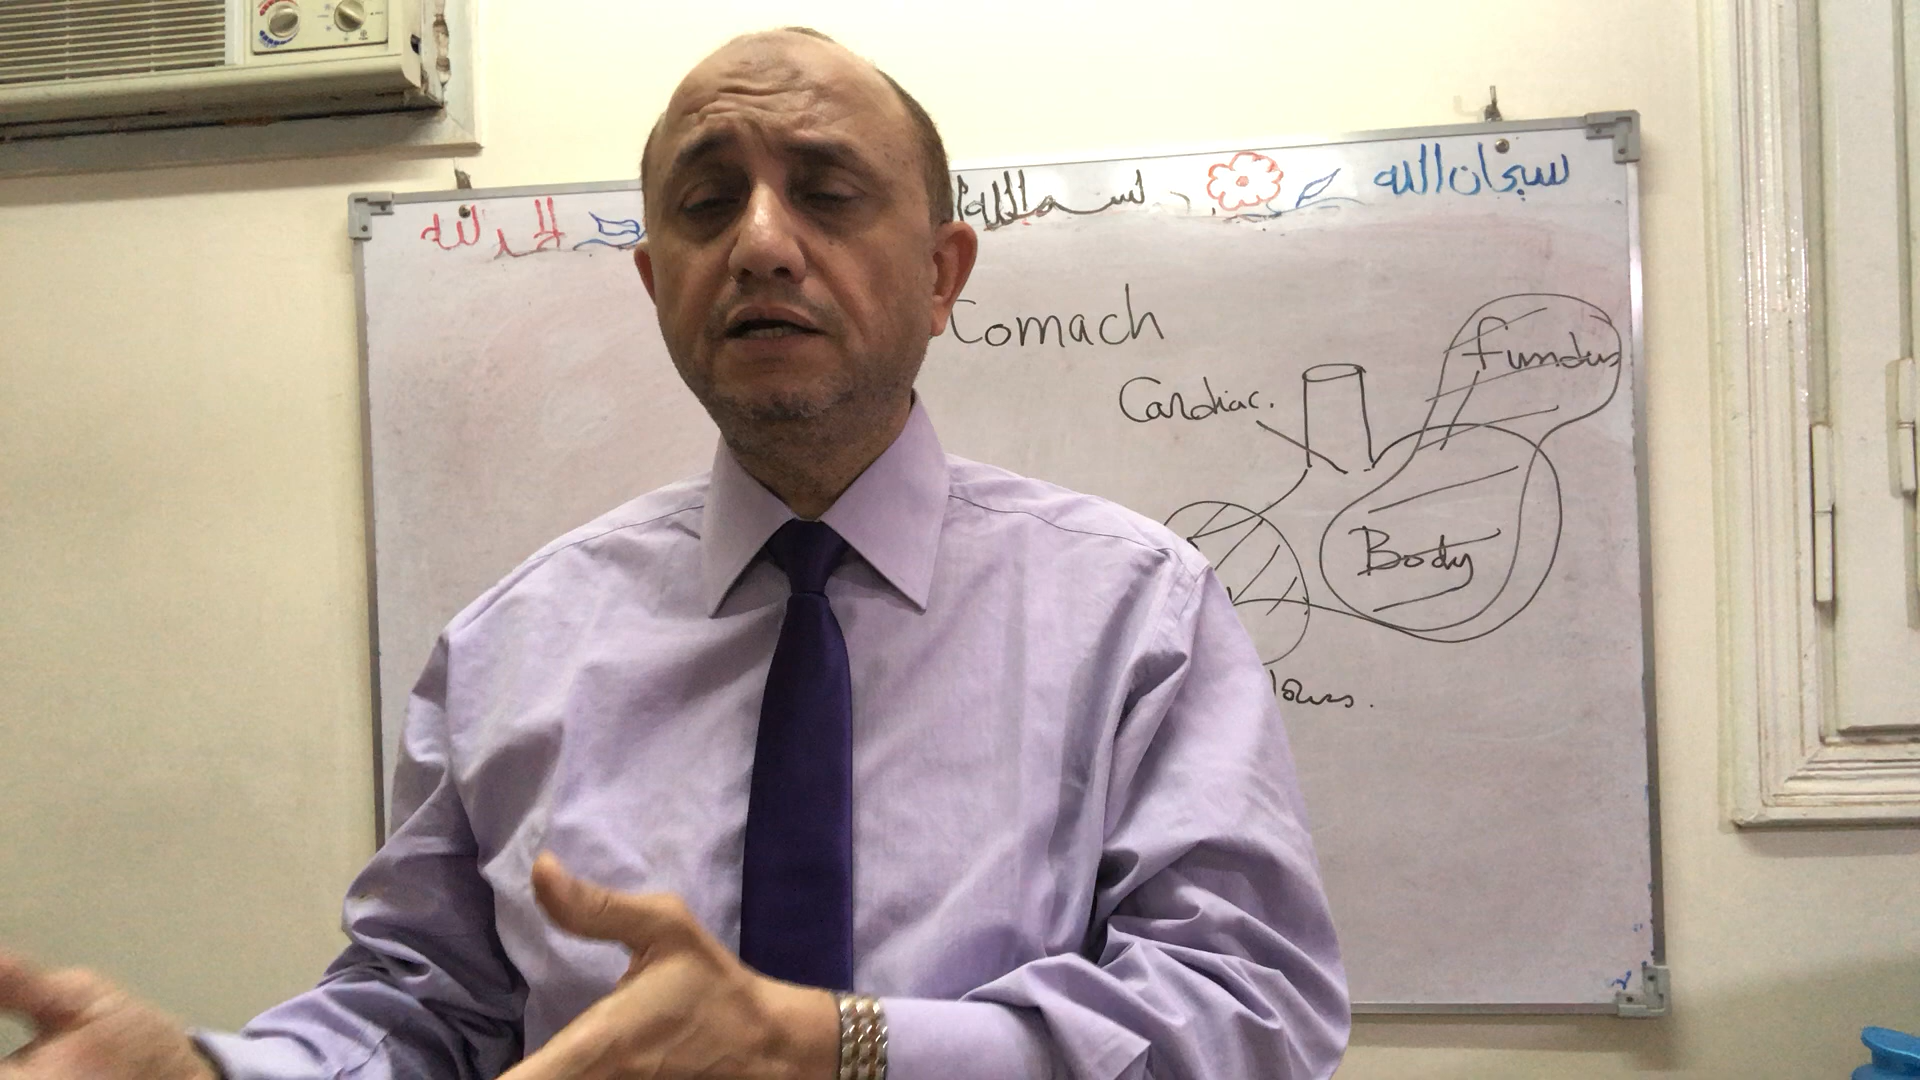 سبحان الله
بسم الله ا
الحمد لله
Comach
fundus
Cardiac.
Body